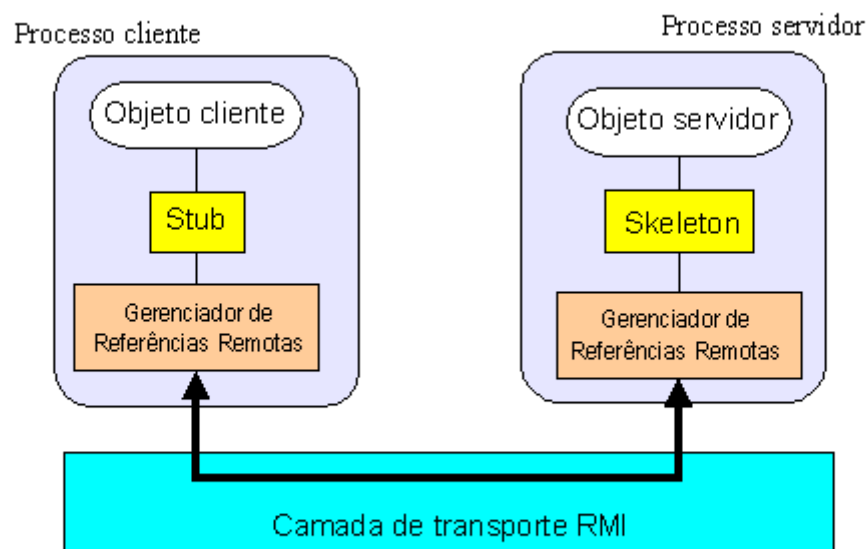 Processo cliente
Processo servidor
Objeto cliente
Objeto servidor
Stub
Skeleton
Gerenciador de
Referências Remotas
Gerenciador de
Referências Remotas
Camada de transporte RMI